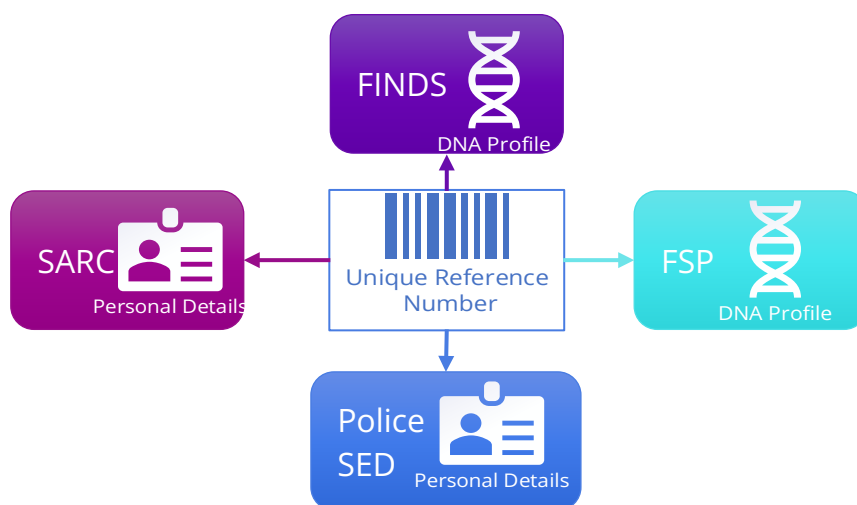 FINDS
DNA Profile
SARC
Personal Details
Unique Reference
Number
FSP
DNA Profile
Police
SED
Personal Details